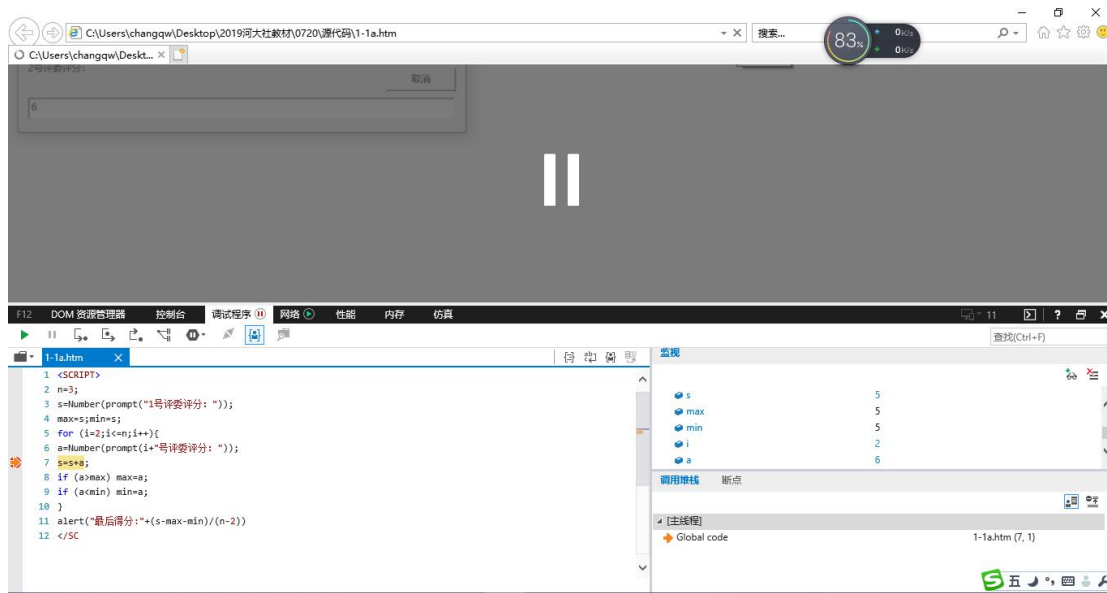 C:\Users\changqw\Desktop\2019河大社教材\0720\源代码\1-1a.htm
搜索...
83%
0K/s
0K/s
C:\Users\changqw\Deskt...
2号评委评分:
取消
6
F12 DOM 资源管理器 控制台 调试程序 网络 性能 内存 仿真
11
查找(Ctrl+F)
1-1a.htm
1 <SCRIPT>
2 n=3;
3 s=Number(prompt("1号评委评分: "));
4 max=s;min=s;
5 for (i=2;i<=n;i++){
6 a=Number(prompt(i+"号评委评分: "));
7 s=s+a;
8 if (a>max) max=a;
9 if (a<min) min=a;
10 }
11 alert("最后得分:"+(s-max-min)/(n-2))
12 </SC
监视
s 5
max 5
min 5
i 2
a 6
调用堆栈 断点
[主线程]
Global code 1-1a.htm (7, 1)
五